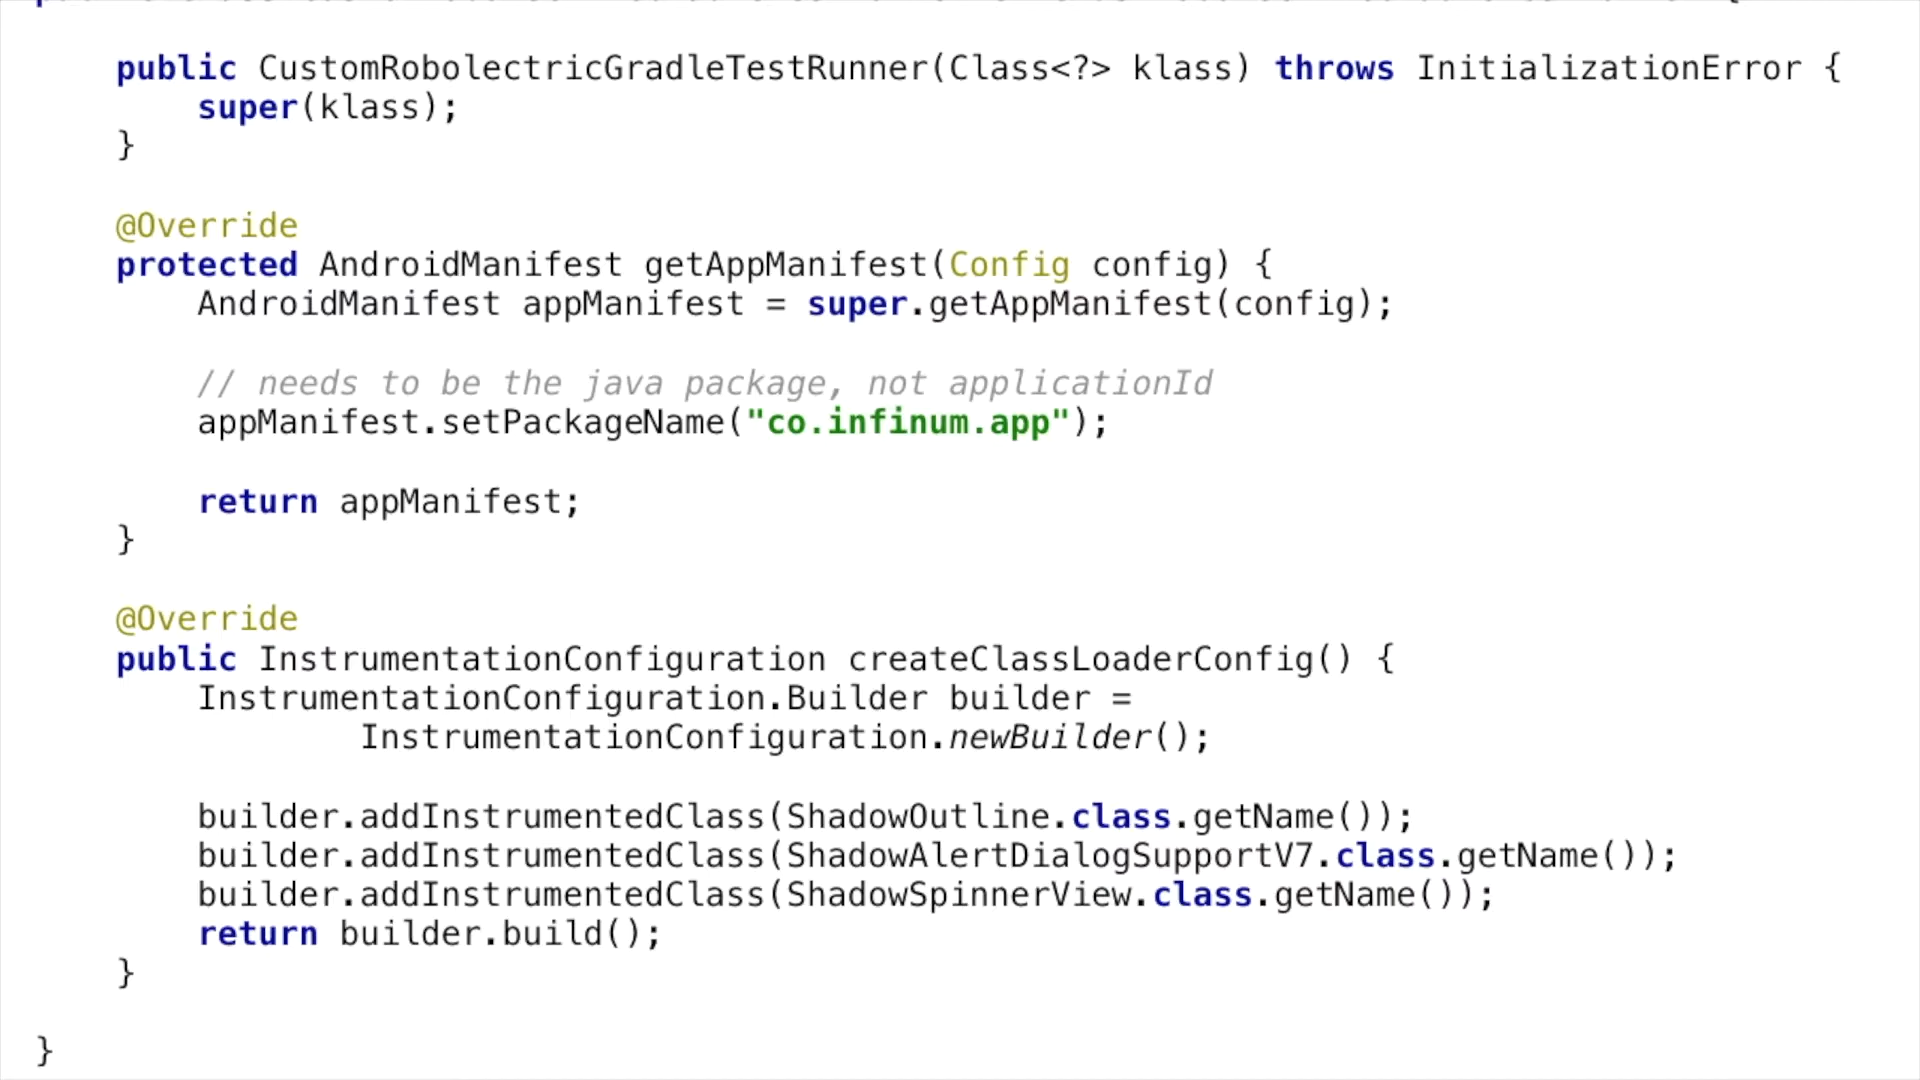 public CustomRobolectricGradleTestRunner(Class<?> klass) throws InitializationError {
super(klass);
}
@Override
protected AndroidManifest getAppManifest(Config config) {
AndroidManifest appManifest = super.getAppManifest(config);
// needs to be the java package, not applicationId
appManifest.setPackageName("co.infinum.app");
return appManifest;
}
@Override
public InstrumentationConfiguration createClassLoaderConfig() {
InstrumentationConfiguration.Builder builder =
InstrumentationConfiguration.newBuilder();
builder.addInstrumentedClass(ShadowOutline.class.getName());
builder.addInstrumentedClass(ShadowAlertDialogSupportV7.class.getName());
builder.addInstrumentedClass(ShadowSpinnerView.class.getName());
return builder.build();
}
}